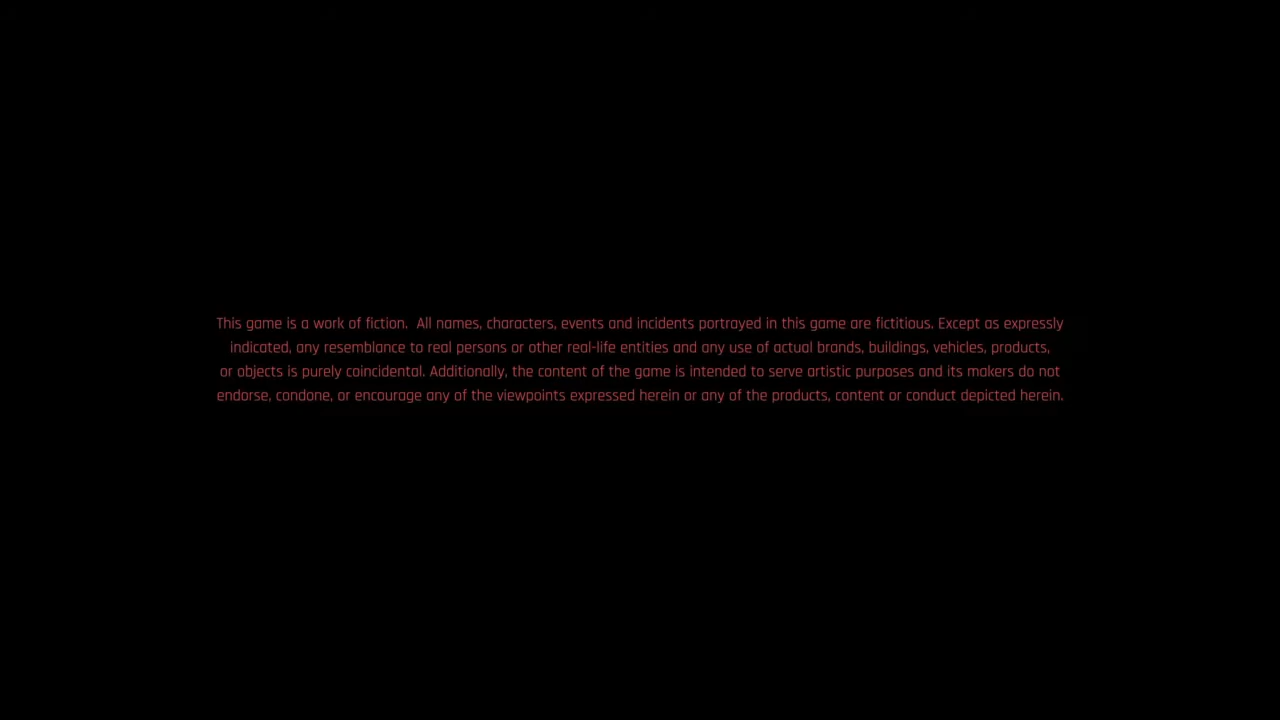 This game is a work of fiction.  All names, characters, events and incidents portrayed in this game are fictitious. Except as expressly
indicated, any resemblance to real persons or other real-life entities and any use of actual brands, buildings, vehicles, products,
or objects is purely coincidental. Additionally, the content of the game is intended to serve artistic purposes and its makers do not
endorse, condone, or encourage any of the viewpoints expressed herein or any of the products, content or conduct depicted herein.